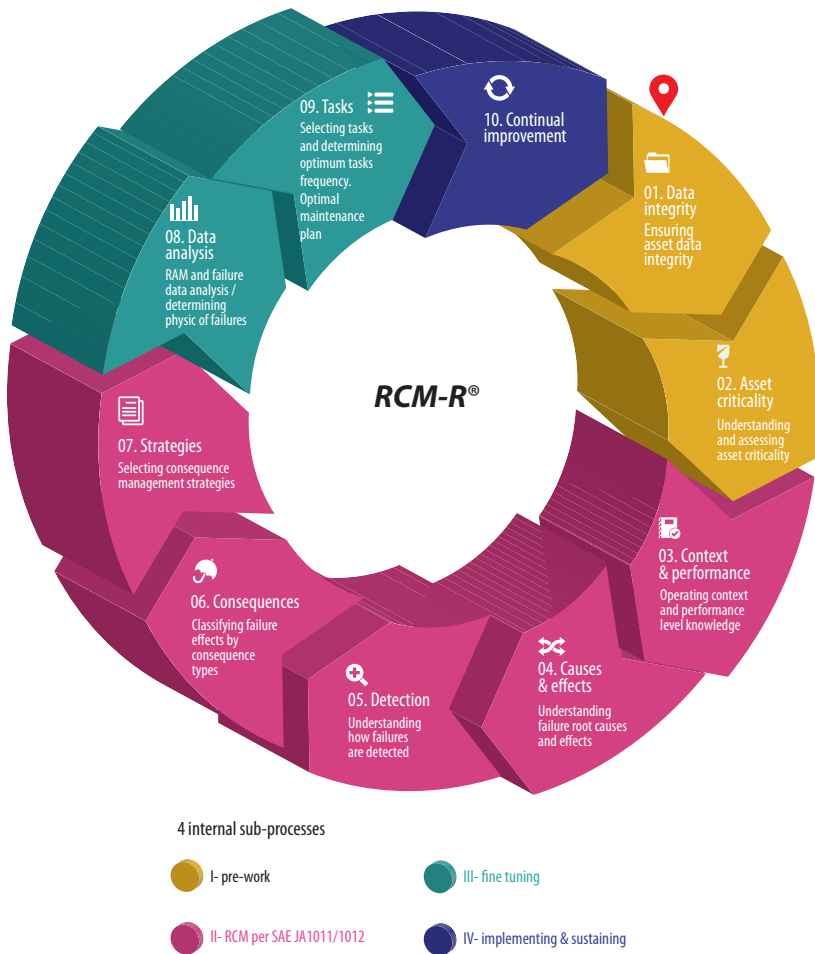 RCM-R®
01. Data
integrity
Ensuring
asset data
integrity
02. Asset
criticality
Understanding
and assessing
asset criticality
03. Context
& performance
Operating context
and performance
level knowledge
04. Causes
& effects
Understanding
failure root causes
and effects
05. Detection
Understanding
how failures
are detected
06. Consequences
Classifying failure
effects by
consequence
types
07. Strategies
Selecting consequence
management strategies
08. Data
analysis
RAM and failure
data analysis /
determining
physic of failures
09. Tasks
Selecting tasks
and determining
optimum tasks
frequency.
Optimal
maintenance
plan
10. Continual
improvement
4 internal sub-processes
I- pre-work
II- RCM per SAE JA1011/1012
III- fine tuning
IV- implementing & sustaining